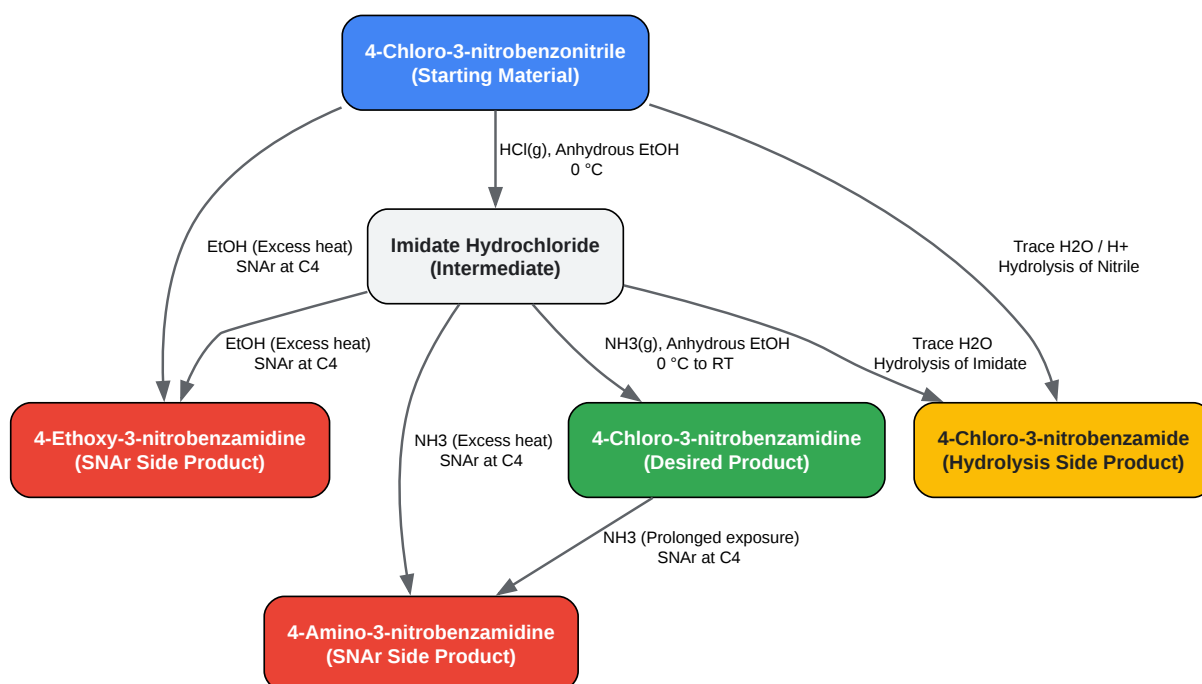 4-Chloro-3-nitrobenzonitrile
(Starting Material)
HCl(g), Anhydrous EtOH
0 °C
EtOH (Excess heat)
SNAr at C4
Imidate Hydrochloride
(Intermediate)
Trace H2O / H+
Hydrolysis of Nitrile
EtOH (Excess heat)
SNAr at C4
NH3(g), Anhydrous EtOH
0 °C to RT
Trace H2O
Hydrolysis of Imidate
4-Ethoxy-3-nitrobenzamidine
(SNAr Side Product)
NH3 (Excess heat)
SNAr at C4
4-Chloro-3-nitrobenzamidine
(Desired Product)
4-Chloro-3-nitrobenzamide
(Hydrolysis Side Product)
NH3 (Prolonged exposure)
SNAr at C4
4-Amino-3-nitrobenzamidine
(SNAr Side Product)